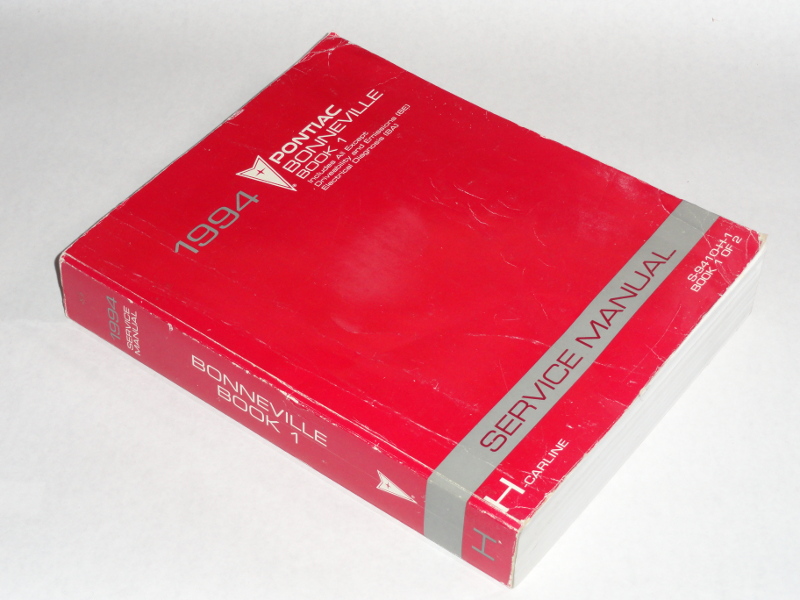 1994
PONTIAC
BONNEVILLE
BOOK 1
Includes All Except
Driveability and Emissions (6E)
Electrical Diagnosis (8A)
SERVICE MANUAL
S-9410-H-1
BOOK 1 OF 2
H-CARLINE
1994
SERVICE
MANUAL
BONNEVILLE
BOOK 1
H